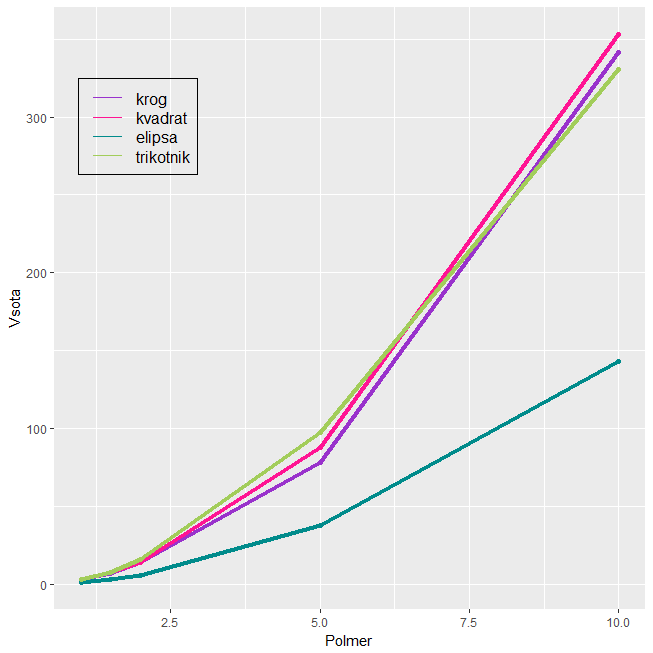 krog
kvadrat
elipsa
trikotnik
300
200
100
0
2.5
5.0
7.5
10.0
Polmer
Vsota